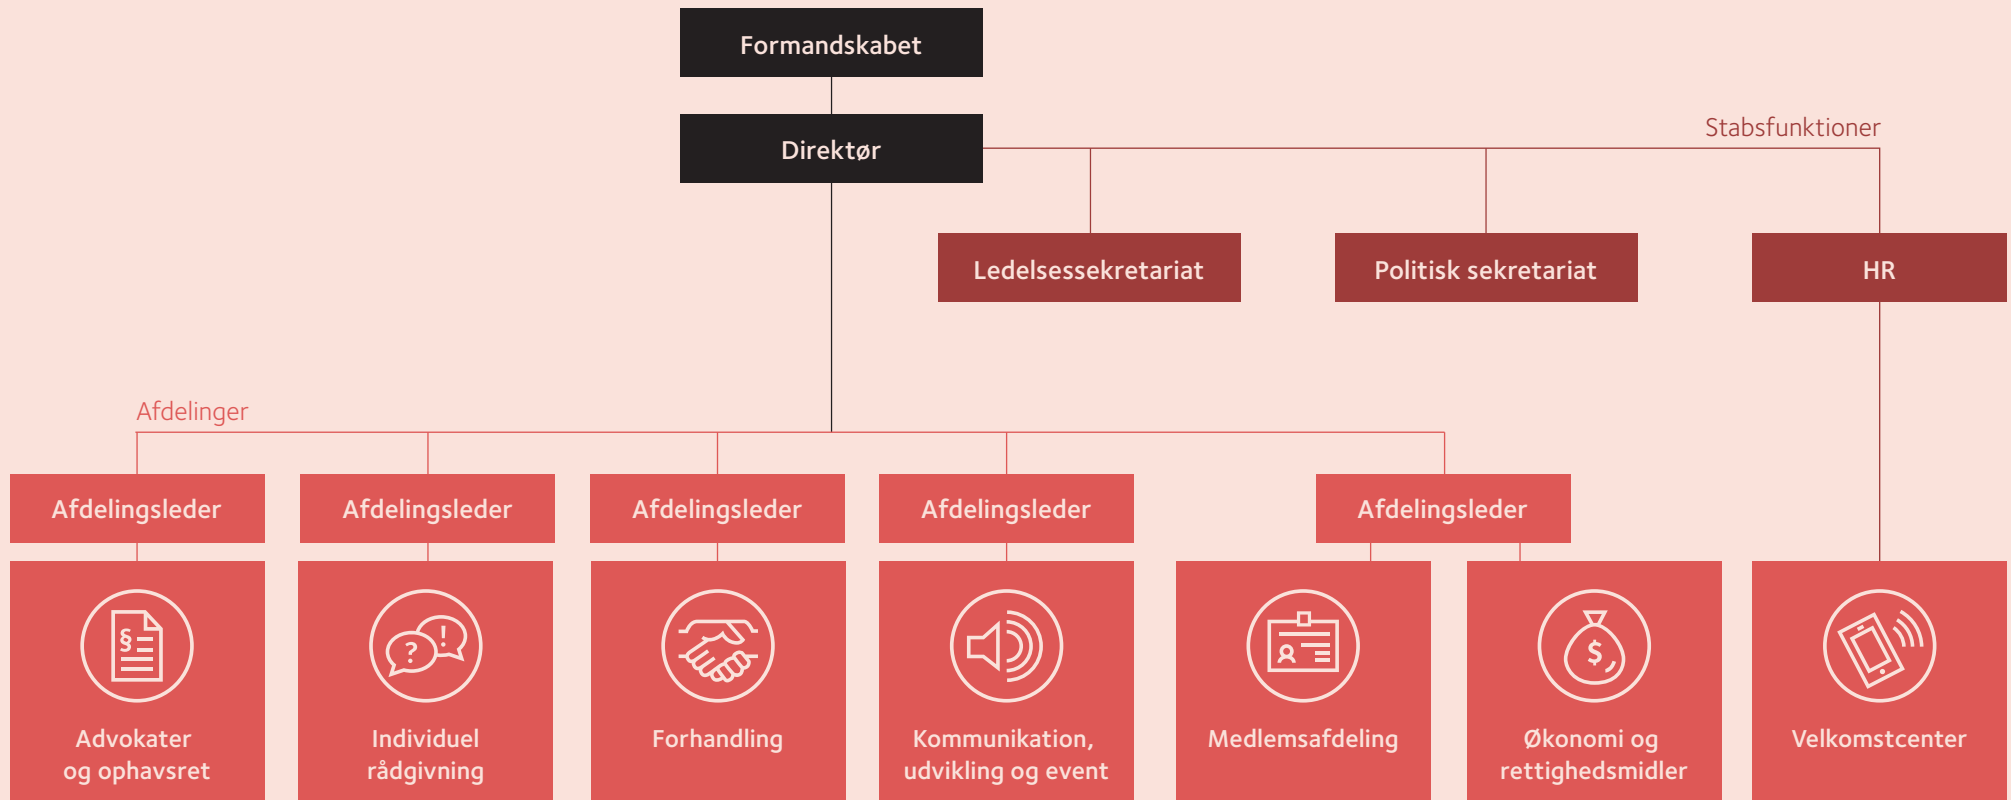 Formandskabet
Direktør
Stabsfunktioner
Ledelsessekretariat
Politisk sekretariat
HR
Afdelinger
Afdelingsleder
Afdelingsleder
Afdelingsleder
Afdelingsleder
Afdelingsleder
§
?
!
$
Advokater
og ophavsret
Individuel
rådgivning
Forhandling
Kommunikation,
udvikling og event
Medlemsafdeling
Økonomi og
rettighedsmidler
Velkomstcenter